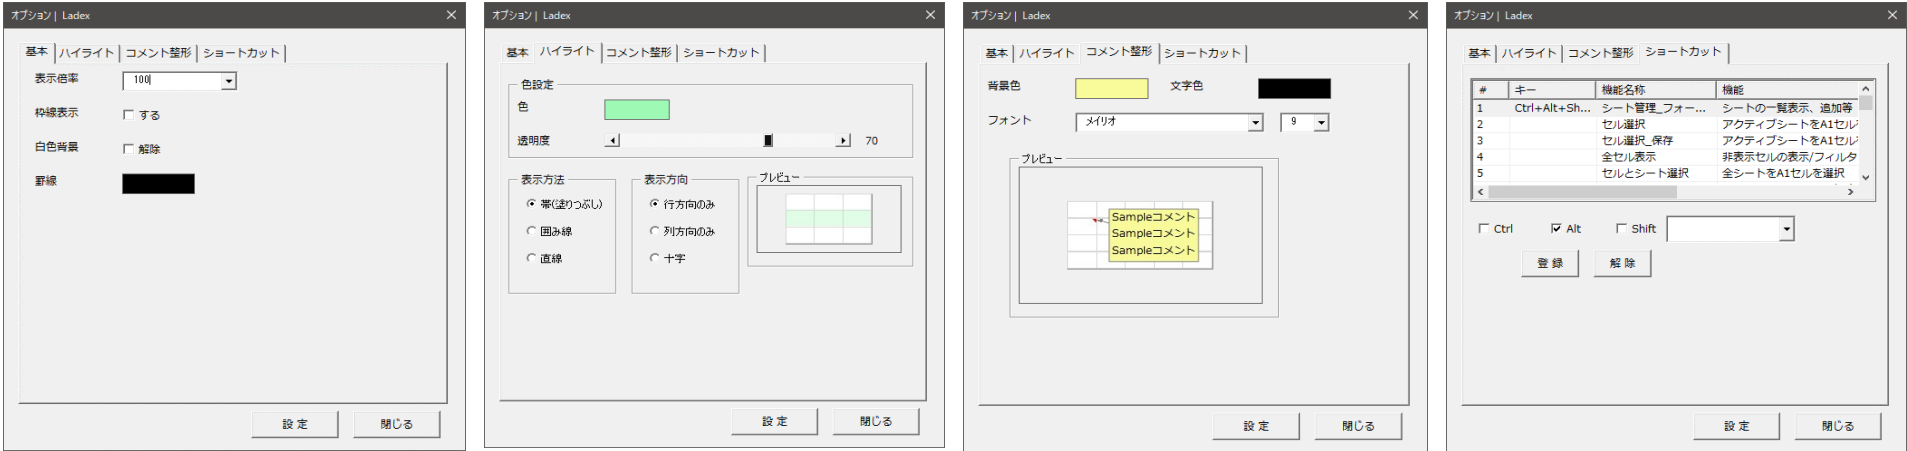 オプション | Ladex
基本 ハイライト コメント整形 ショートカット
表示倍率 100
枠線表示 する
白色背景 解除
罫線
設 定 閉じる
オプション | Ladex
基本 ハイライト コメント整形 ショートカット
色設定
色
透明度 70
表示方法 表示方向 プレビュー
帯(塗りつぶし) 行方向のみ
囲み線 列方向のみ
直線 十字
設 定 閉じる
オプション | Ladex
基本 ハイライト コメント整形 ショートカット
背景色 文字色
フォント メイリオ 9
プレビュー
Sampleコメント
Sampleコメント
Sampleコメント
設 定 閉じる
オプション | Ladex
基本 ハイライト コメント整形 ショートカット
# キー 機能名称 機能
1 Ctrl+Alt+Sh... シート管理_フォー... シートの一覧表示、追加等
2 セル選択 アクティブシートをA1セル
3 セル選択_保存 アクティブシートをA1セル
4 全セル表示 非表示セルの表示/フィルタ
5 セルとシート選択 全シートをA1セルを選択
Ctrl Alt Shift
登 録 解 除
設 定 閉じる